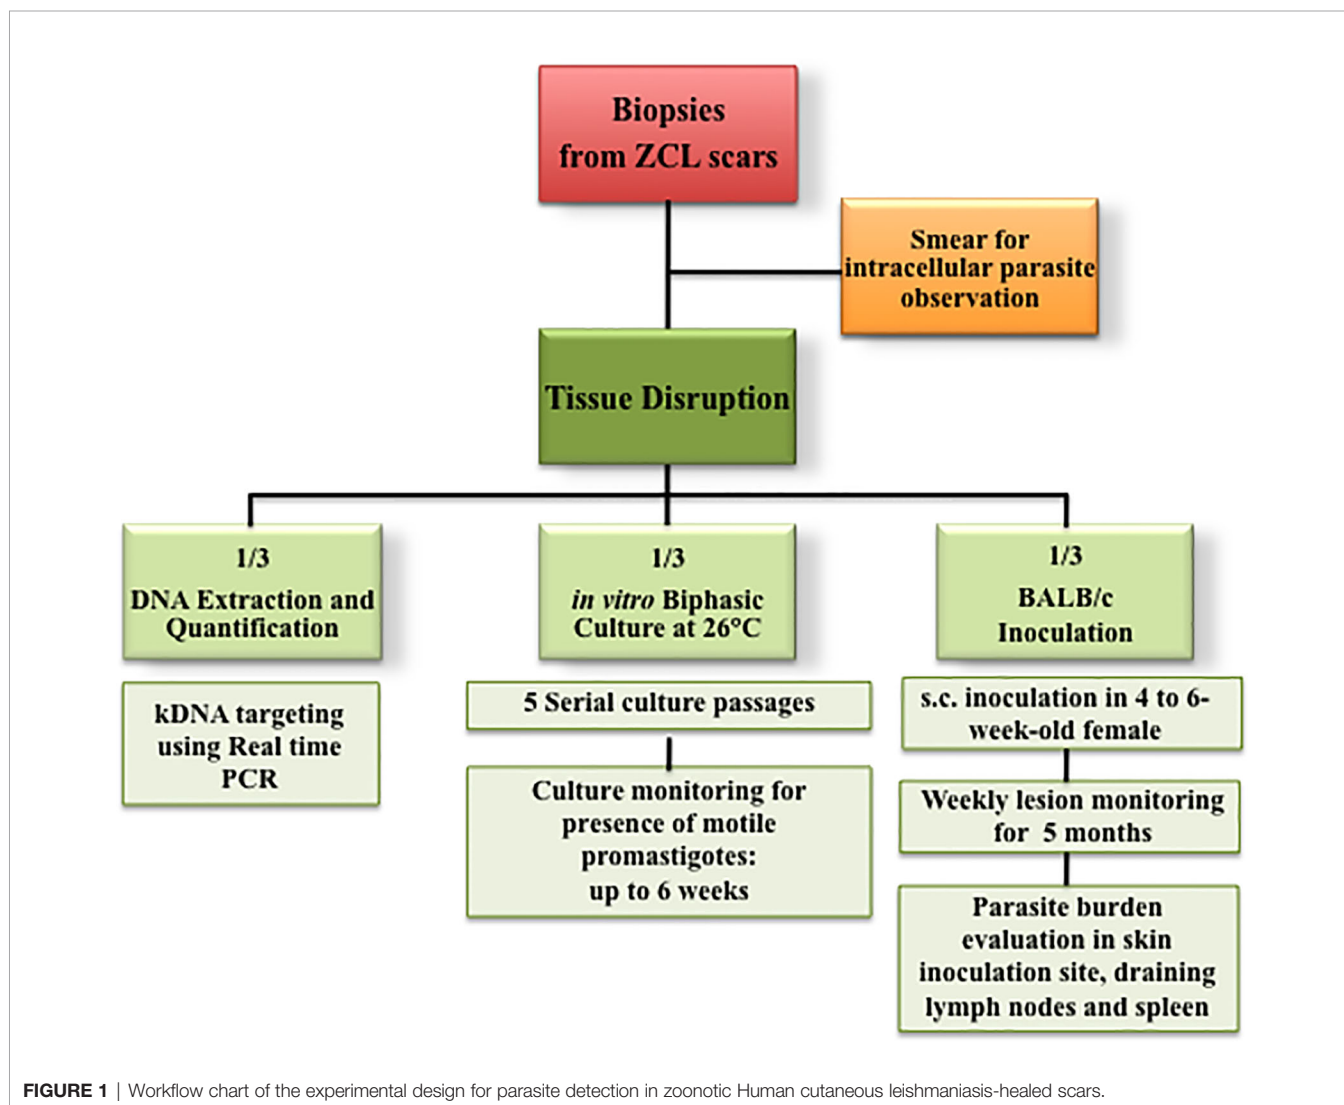 Biopsies
from ZCL scars
Smear for
intracellular parasite
observation
Tissue Disruption
1/3
DNA Extraction and
Quantification
kDNA targeting
using Real time
PCR
1/3
in vitro Biphasic
Culture at 26°C
5 Serial culture passages
Culture monitoring for
presence of motile
promastigotes:
up to 6 weeks
1/3
BALB/c
Inoculation
s.c. inoculation in 4 to 6-
week-old female
Weekly lesion monitoring
for 5 months
Parasite burden
evaluation in skin
inoculation site, draining
lymph nodes and spleen
FIGURE 1 | Workflow chart of the experimental design for parasite detection in zoonotic Human cutaneous leishmaniasis-healed scars.